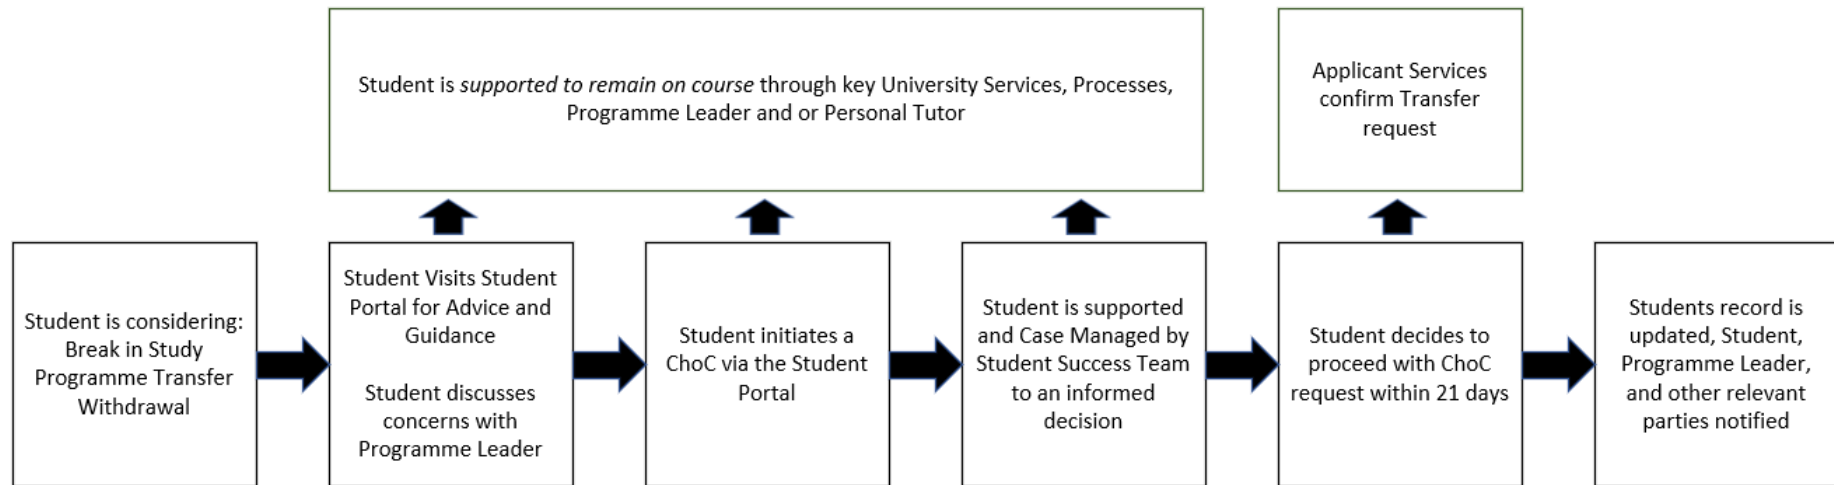 Student is supported to remain on course through key University Services, Processes,
Programme Leader and or Personal Tutor
Applicant Services
confirm Transfer
request
Student is considering:
Break in Study
Programme Transfer
Withdrawal
Student Visits Student
Portal for Advice and
Guidance
Student discusses
concerns with
Programme Leader
Student initiates a
ChoC via the Student
Portal
Student is supported
and Case Managed by
Student Success Team
to an informed
decision
Student decides to
proceed with ChoC
request within 21 days
Students record is
updated, Student,
Programme Leader,
and other relevant
parties notified